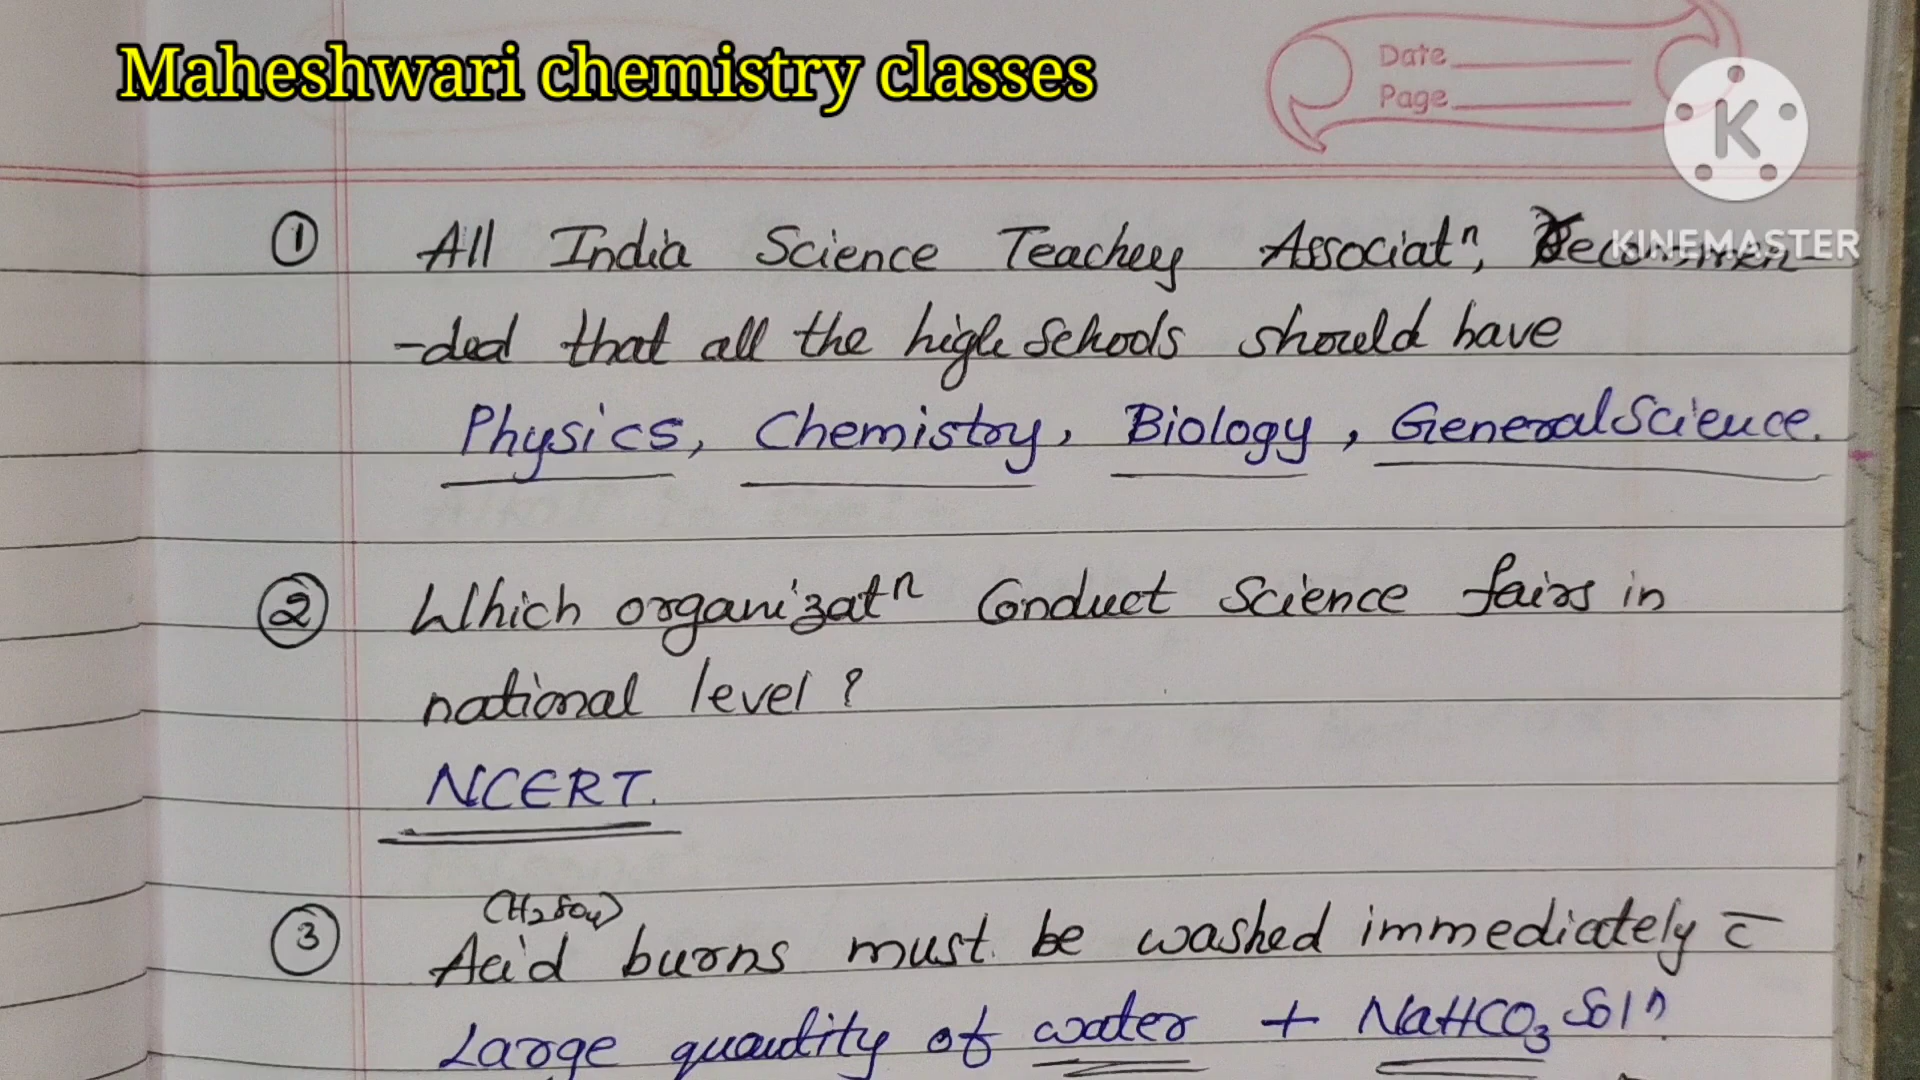 Maheshwari chemistry classes
Date
Page
K
KINEMASTER
① All India Science Teachers Associatⁿ, Recommen-
-ded that all the high Schools should have
Physics, Chemistry, Biology, General Science.
② Which organizatⁿ Conduct Science fairs in
national level?
NCERT.
(H₂SO₄)
③ Acid burns must be washed immediately c̄
Large quantity of water + NaHCO₃ Solⁿ